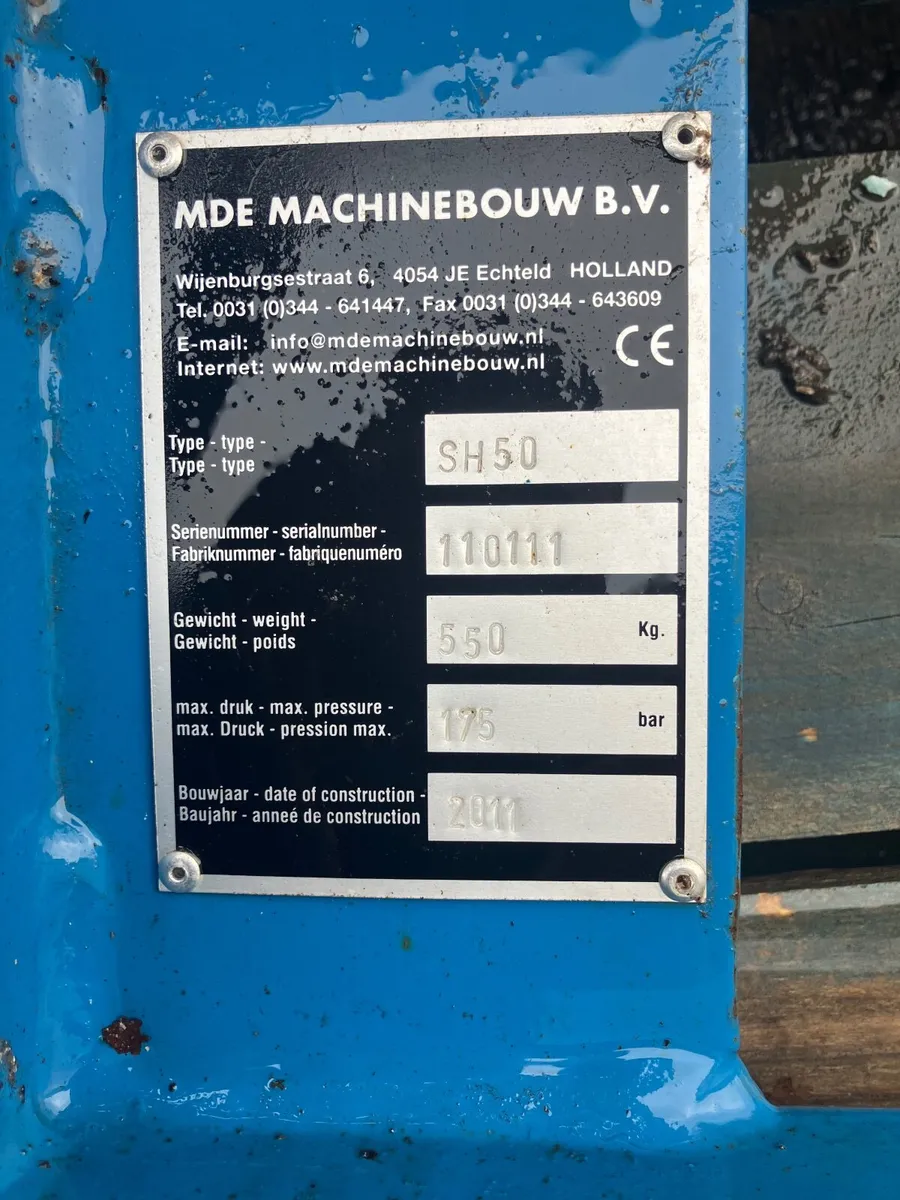 MDE MACHINEBOUW B.V.
Wijenburgsestraat 6, 4054 JE Echteld HOLLAND
Tel. 0031 (0)344 - 641447, Fax 0031 (0)344 - 643609
E-mail: info@mdemachinebouw.nl
Internet: www.mdemachinebouw.nl
CE
Type - type -
Type - type
SH50
Serienummer - serialnumber -
Fabriknummer - fabriquenuméro
110111
Gewicht - weight -
Gewicht - poids
550 Kg.
max. druk - max. pressure -
max. Druck - pression max.
175 bar
Bouwjaar - date of construction -
Baujahr - anneé de construction
2011